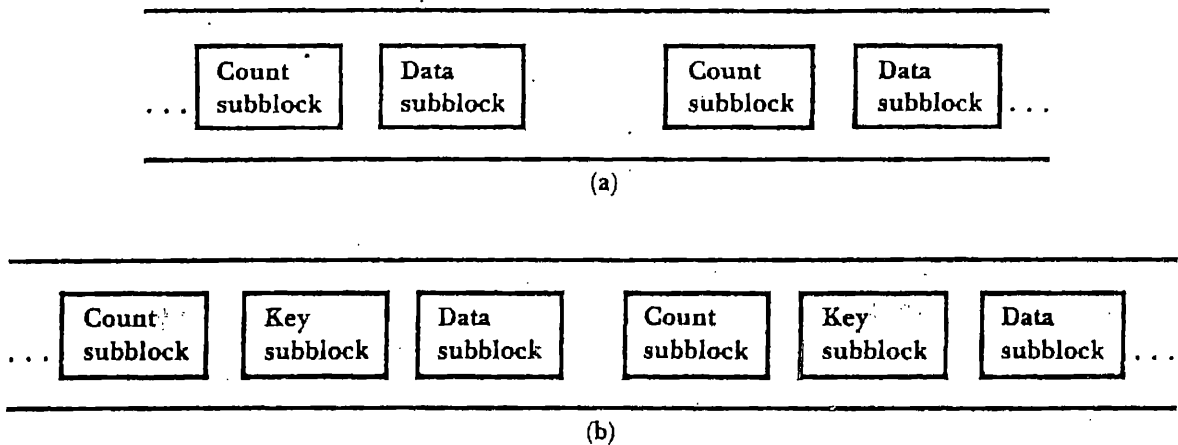 Count Data Count Data
... subblock subblock subblock subblock ...
(a)
Count Key Data Count Key Data
... subblock subblock subblock subblock subblock subblock ...
(b)